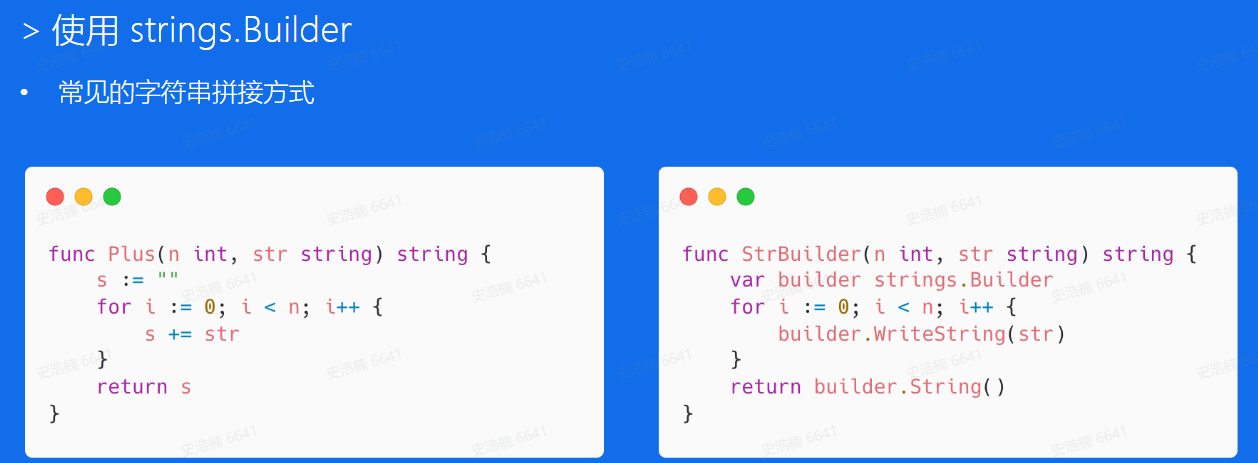 > 使用 strings.Builder
• 常见的字符串拼接方式
func Plus(n int, str string) string {
    s := ""
    for i := 0; i < n; i++ {
        s += str
    }
    return s
}
func StrBuilder(n int, str string) string {
    var builder strings.Builder
    for i := 0; i < n; i++ {
        builder.WriteString(str)
    }
    return builder.String()
}
史浩楠 6641